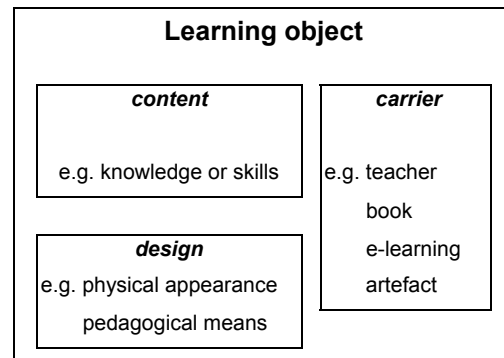 Learning object
content
e.g. knowledge or skills
design
e.g. physical appearance
pedagogical means
carrier
e.g. teacher
book
e-learning
artefact